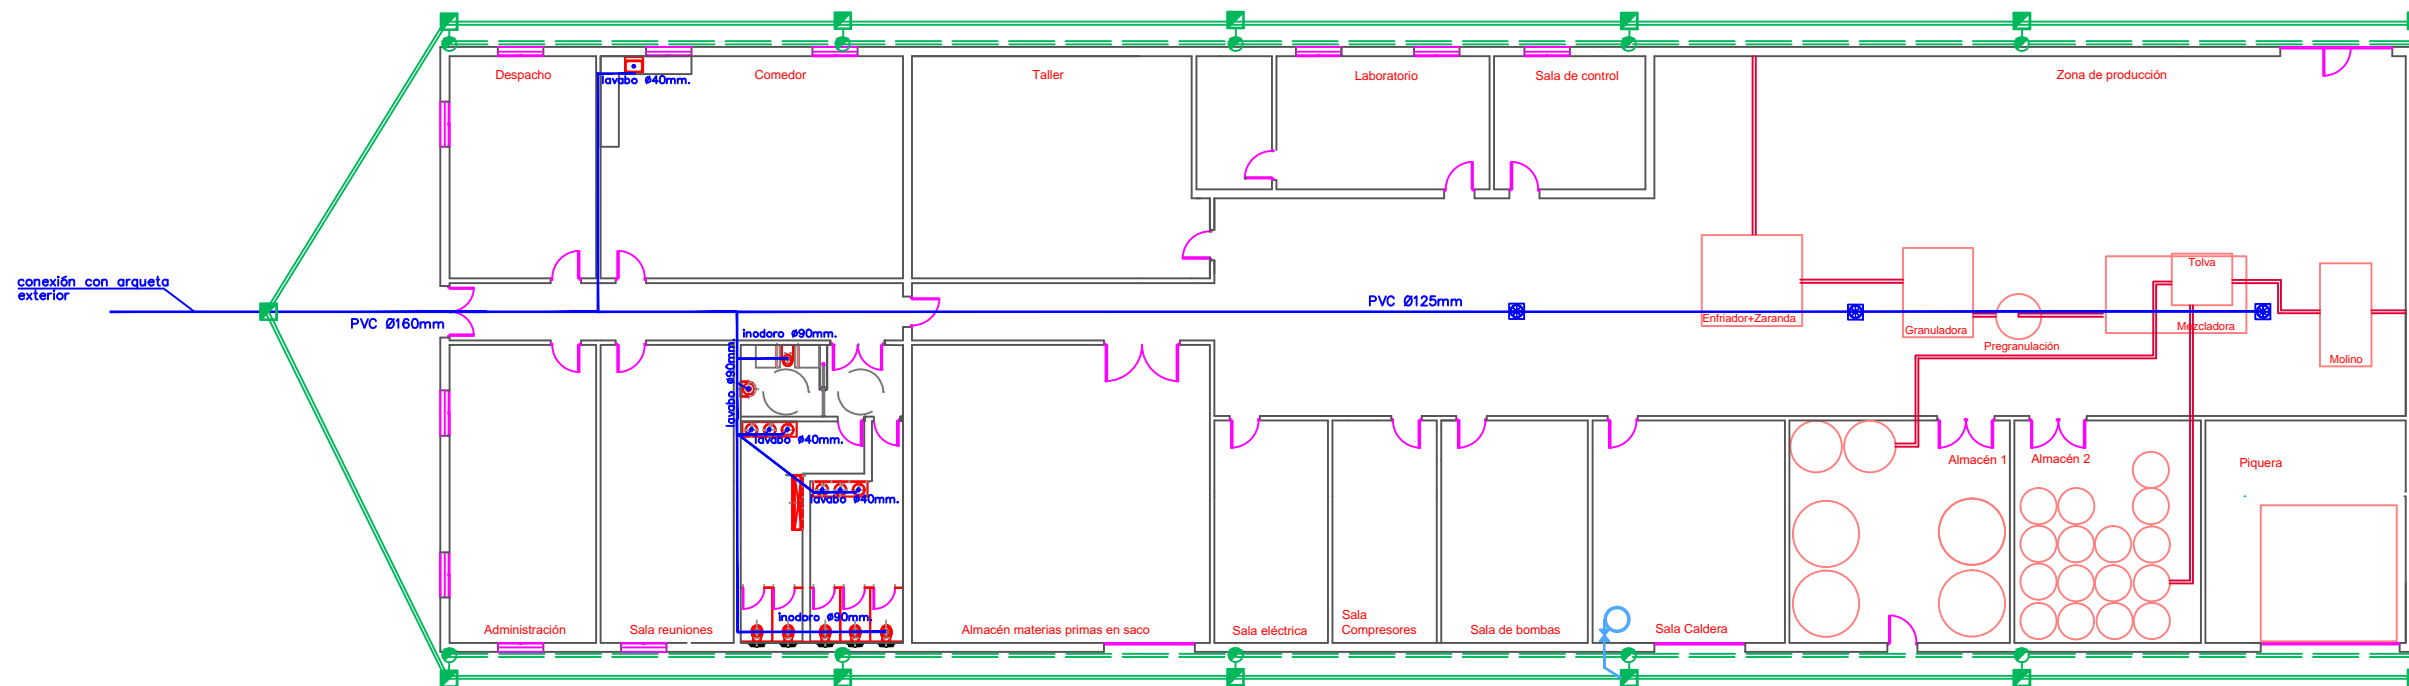 Despacho
lavabo Ø40mm.
Comedor
Taller
Laboratorio
Sala de control
Zona de producción
conexión con arqueta
exterior
PVC Ø160mm
PVC Ø125mm
Tolva
Enfriador+Zaranda
Granuladora
Mezcladora
Pregranulación
Molino
inodoro Ø90mm.
lavabo Ø90mm.
lavabo Ø40mm.
lavabo Ø40mm.
Almacén 1
Almacén 2
Piquera
inodoro Ø90mm.
Administración
Sala reuniones
Almacén materias primas en saco
Sala eléctrica
Sala
Compresores
Sala de bombas
Sala Caldera